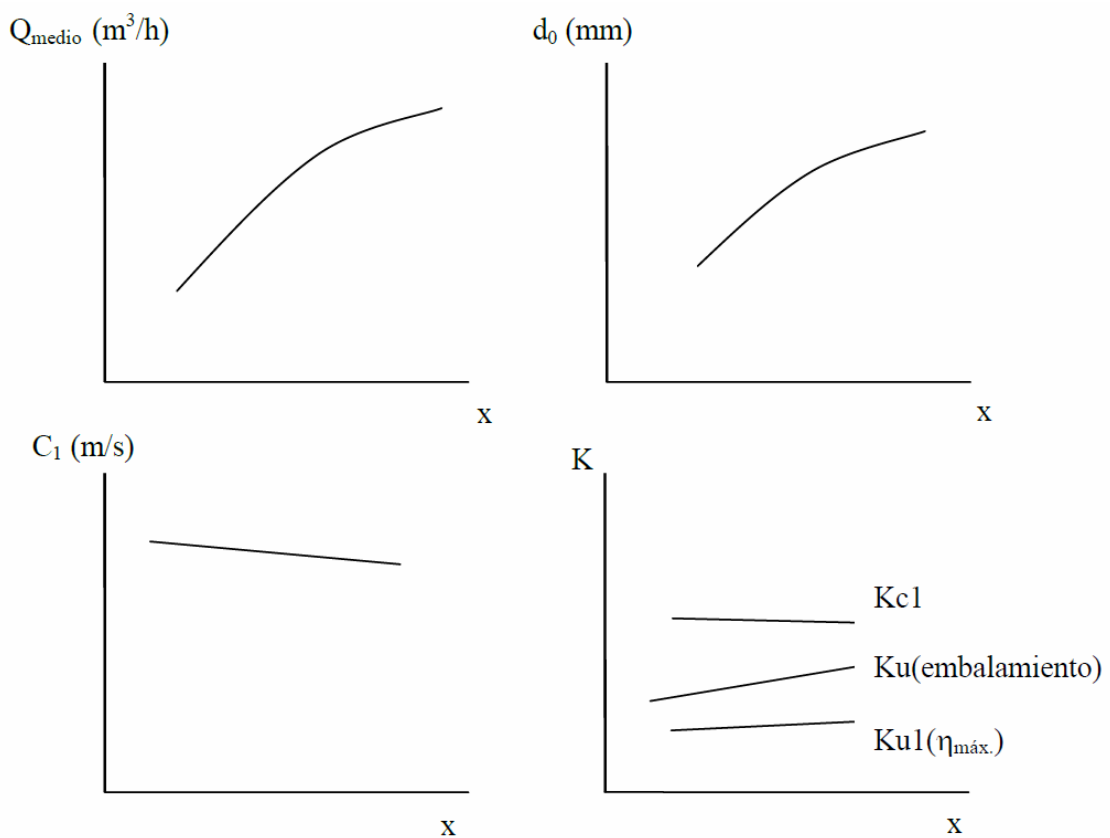 Qmedio (m³/h)
d₀ (mm)
x
x
C₁ (m/s)
K
Kc1
Ku(embalamiento)
Ku1(ηmáx.)
x
x